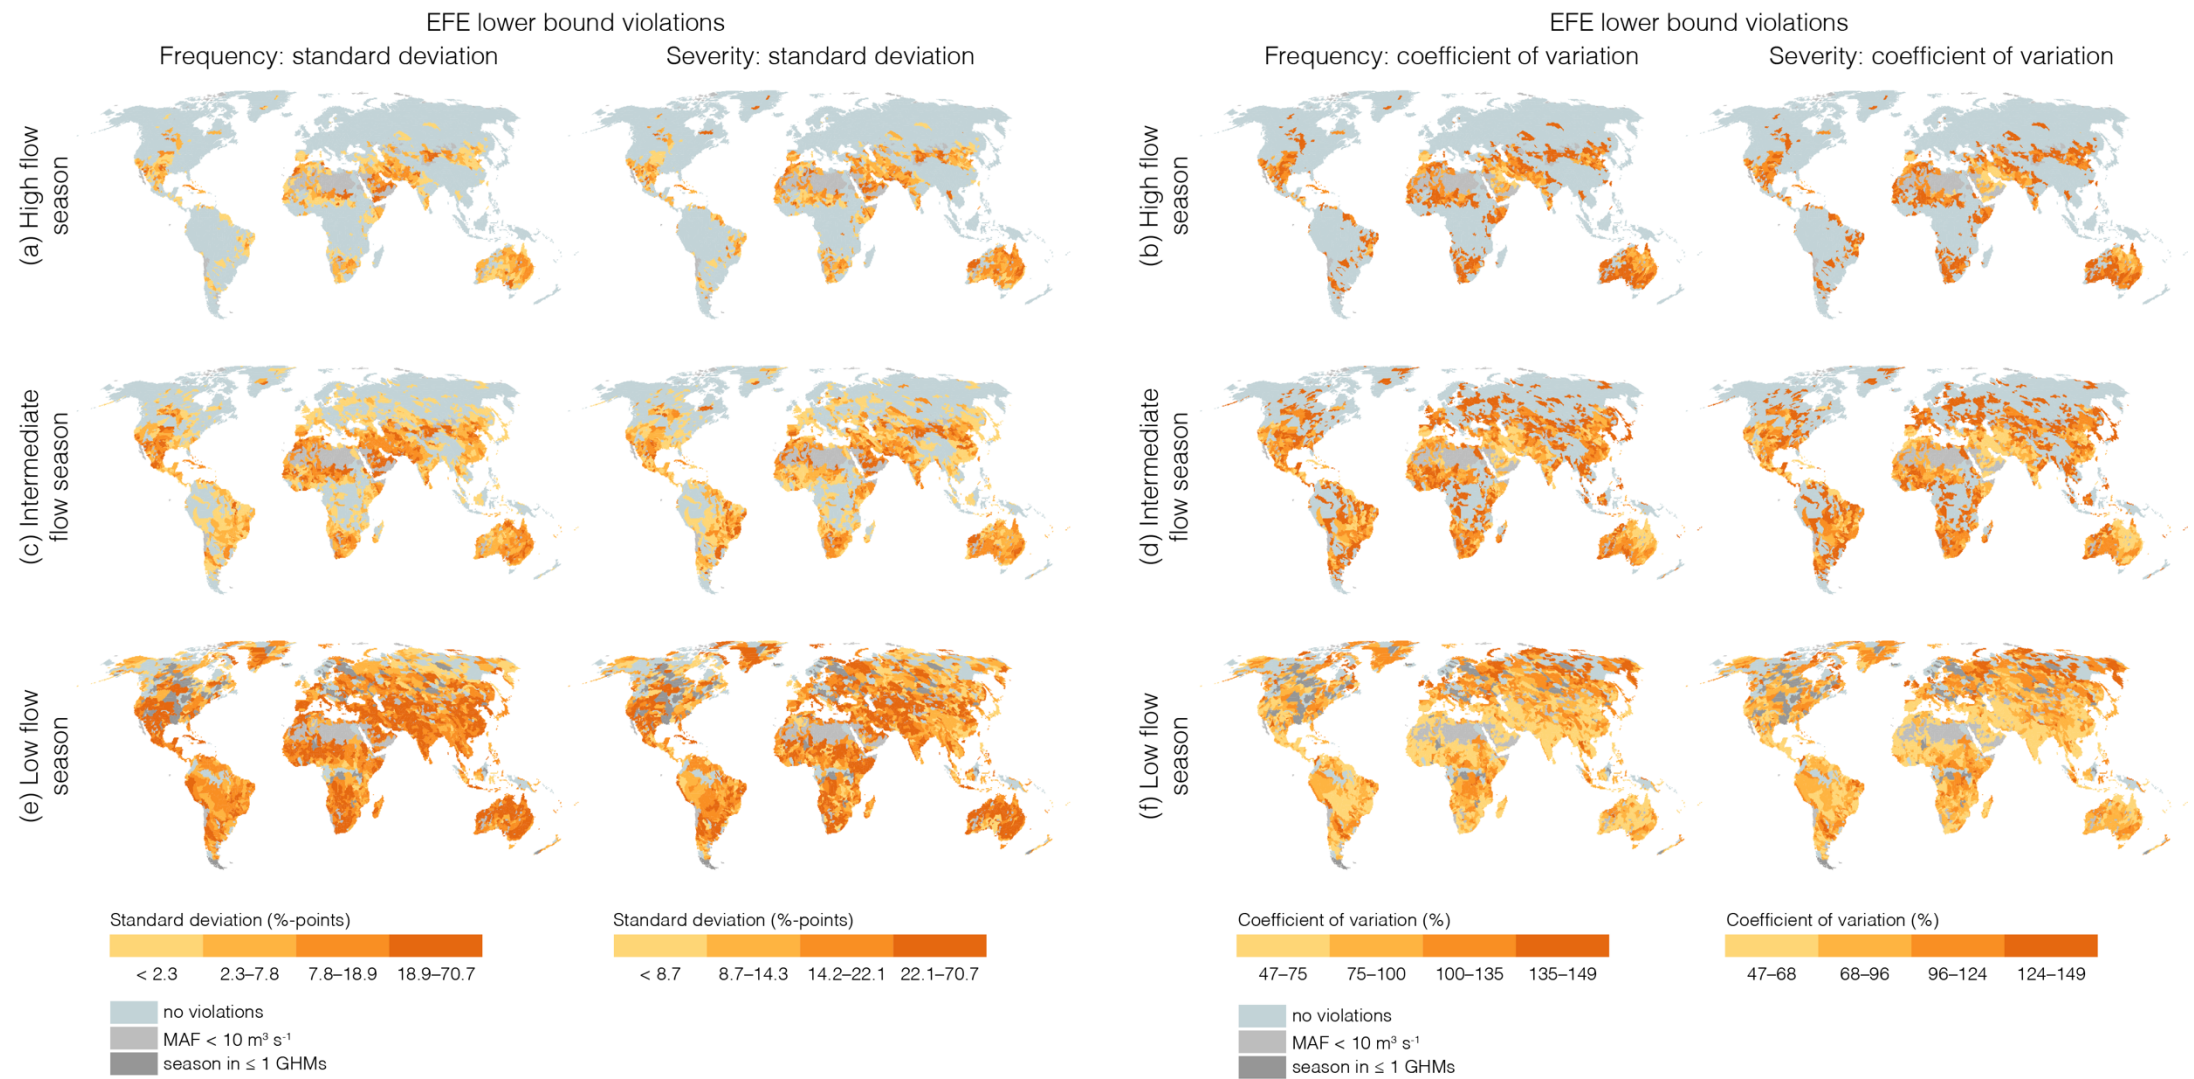 EFE lower bound violations
Frequency: standard deviation
Severity: standard deviation
(a) High flow
season
(c) Intermediate
flow season
(e) Low flow
season
Standard deviation (%-points)
< 2.3
2.3–7.8
7.8–18.9
18.9–70.7
Standard deviation (%-points)
< 8.7
8.7–14.3
14.2–22.1
22.1–70.7
no violations
MAF < 10 m³ s⁻¹
season in ≤ 1 GHMs
EFE lower bound violations
Frequency: coefficient of variation
Severity: coefficient of variation
(b) High flow
season
(d) Intermediate
flow season
(f) Low flow
season
Coefficient of variation (%)
47–75
75–100
100–135
135–149
Coefficient of variation (%)
47–68
68–96
96–124
124–149
no violations
MAF < 10 m³ s⁻¹
season in ≤ 1 GHMs